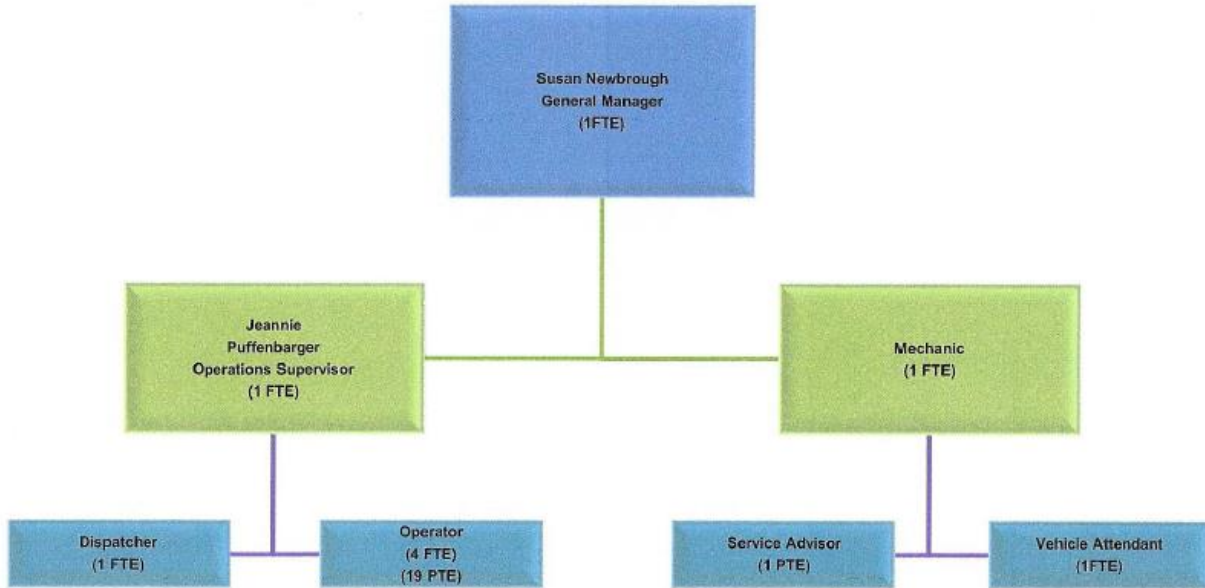 Susan Newbrough
General Manager
(1FTE)
Jeannie
Puffenbarger
Operations Supervisor
(1 FTE)
Mechanic
(1 FTE)
Dispatcher
(1 FTE)
Operator
(4 FTE)
(19 PTE)
Service Advisor
(1 PTE)
Vehicle Attendant
(1FTE)